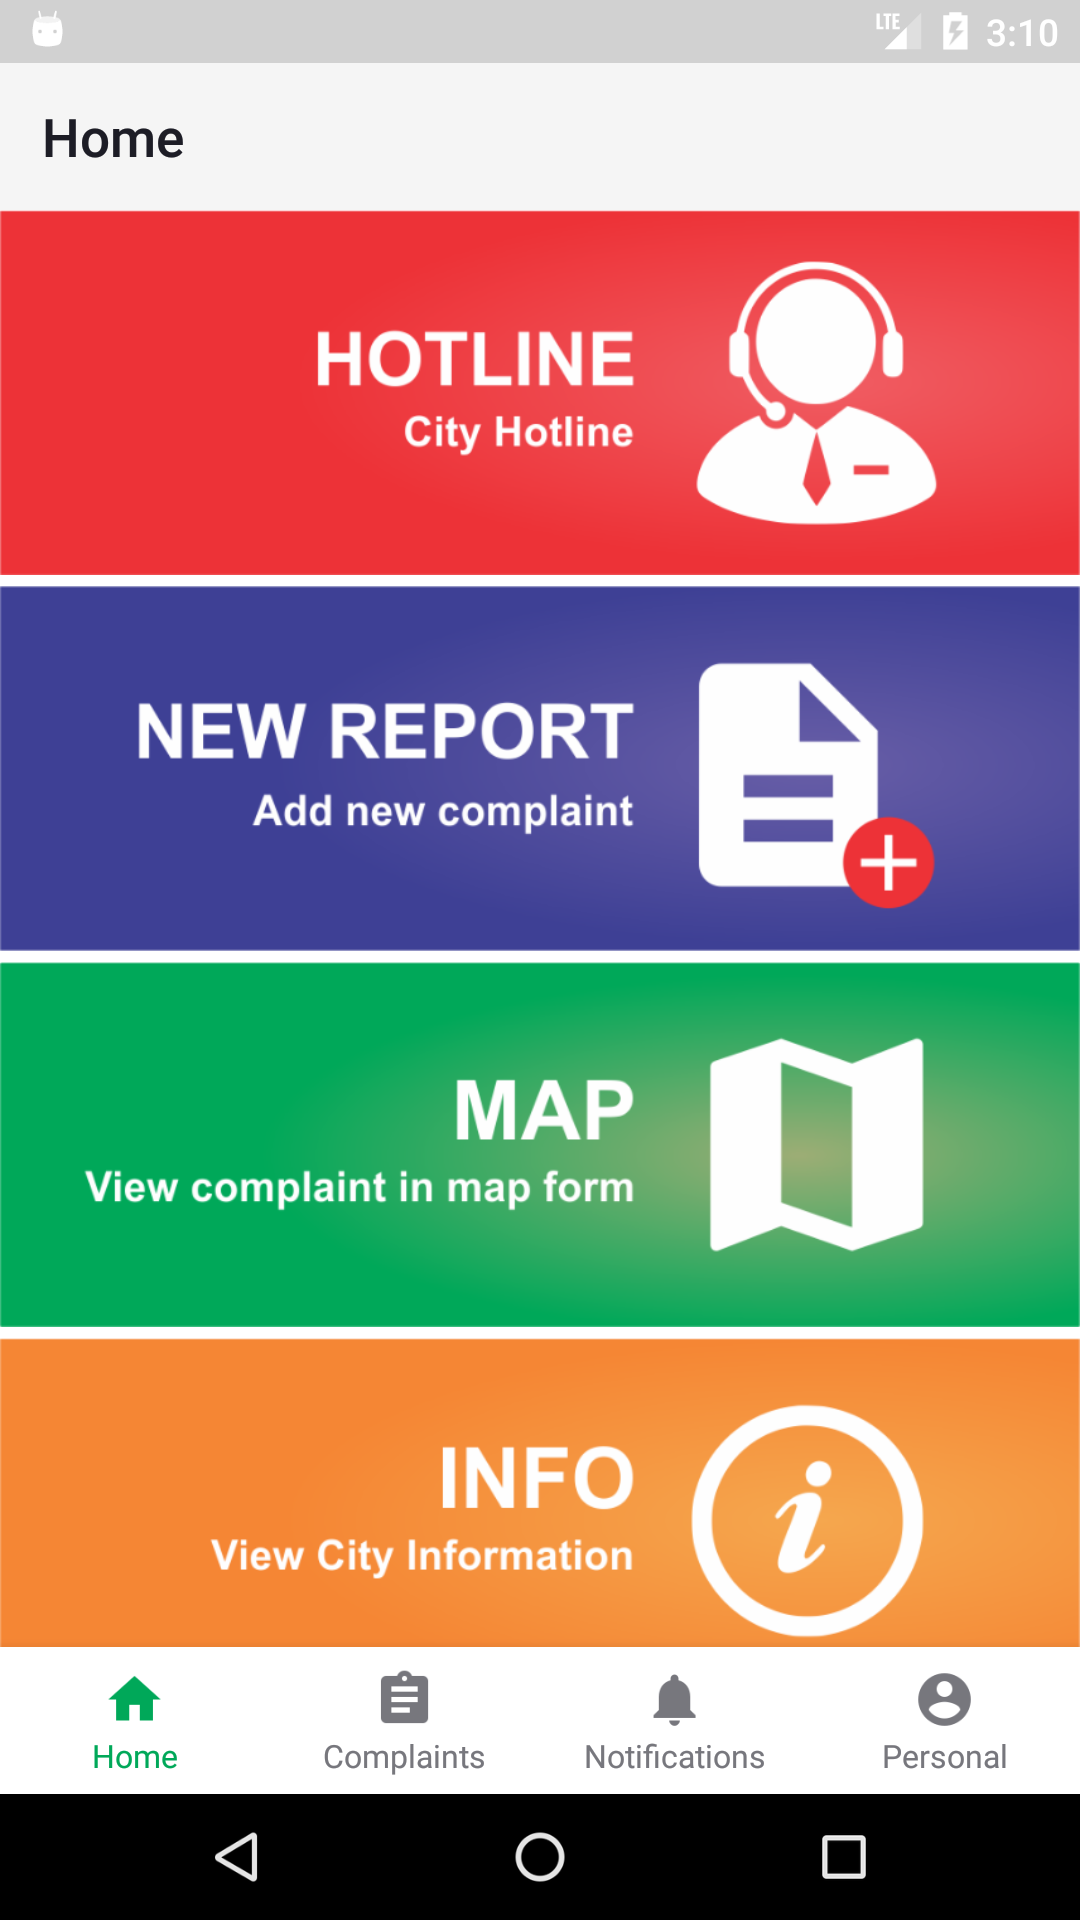 LTE 3:10
Home
HOTLINE
City Hotline
NEW REPORT
Add new complaint
MAP
View complaint in map form
INFO
View City Information
Home Complaints Notifications Personal